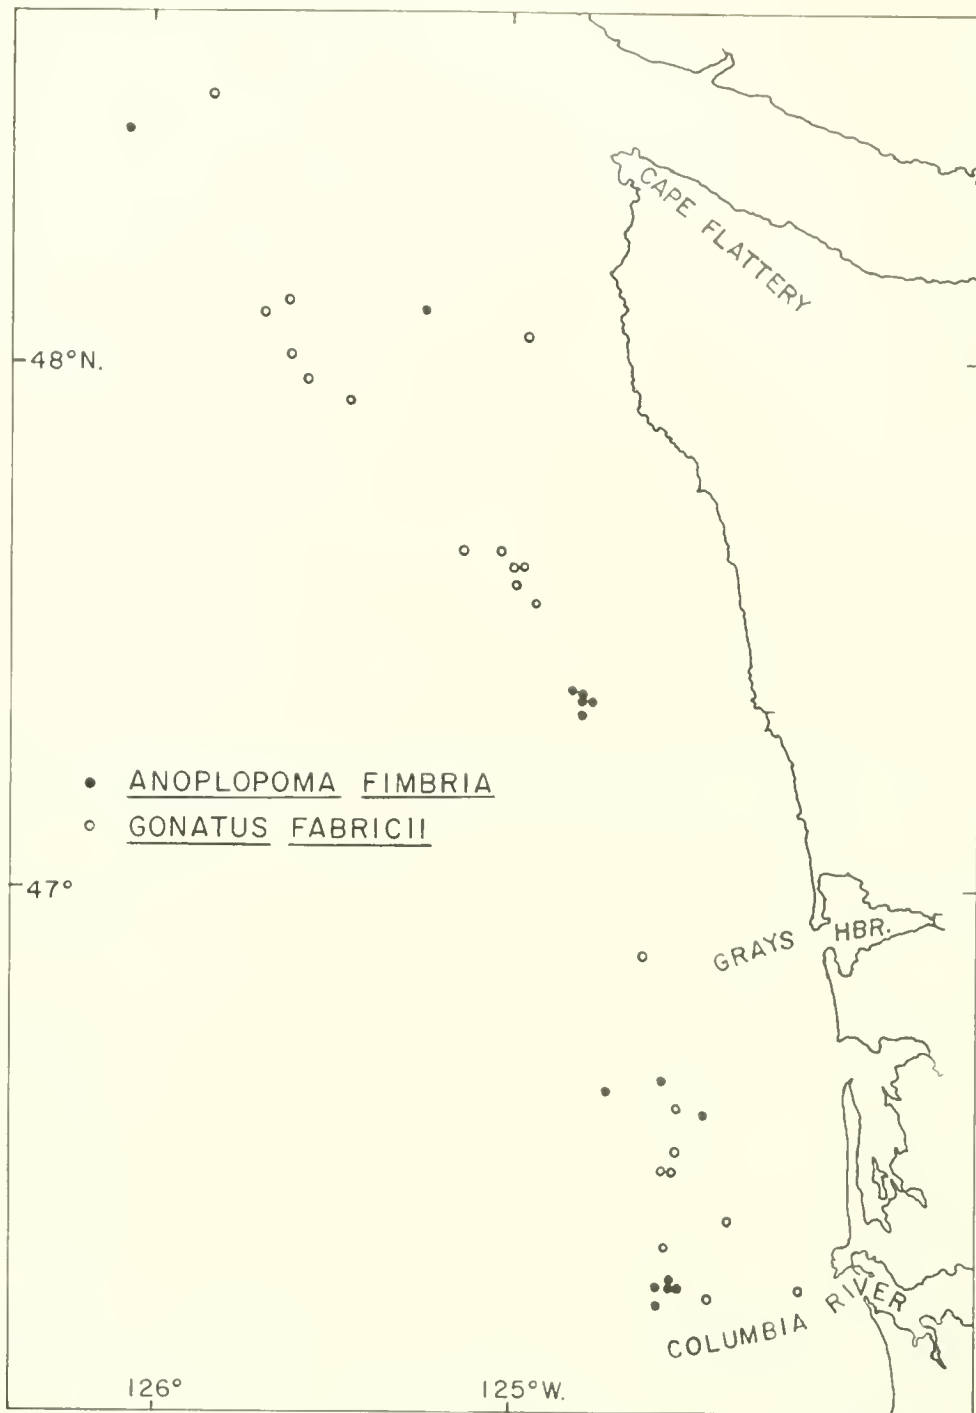 CAPE FLATTERY
48°N.
ANOPLOPOMA FIMBRIA
GONATUS FABRICII
47°
GRAYS HBR.
COLUMBIA RIVER
126° 125°W.